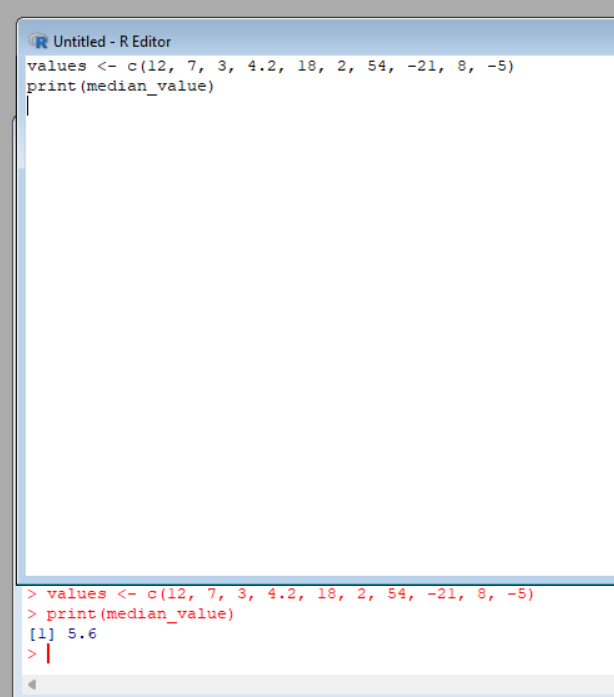 Untitled - R Editor
values <- c(12, 7, 3, 4.2, 18, 2, 54, -21, 8, -5)
print(median_value)
> values <- c(12, 7, 3, 4.2, 18, 2, 54, -21, 8, -5)
> print(median_value)
[1] 5.6
>